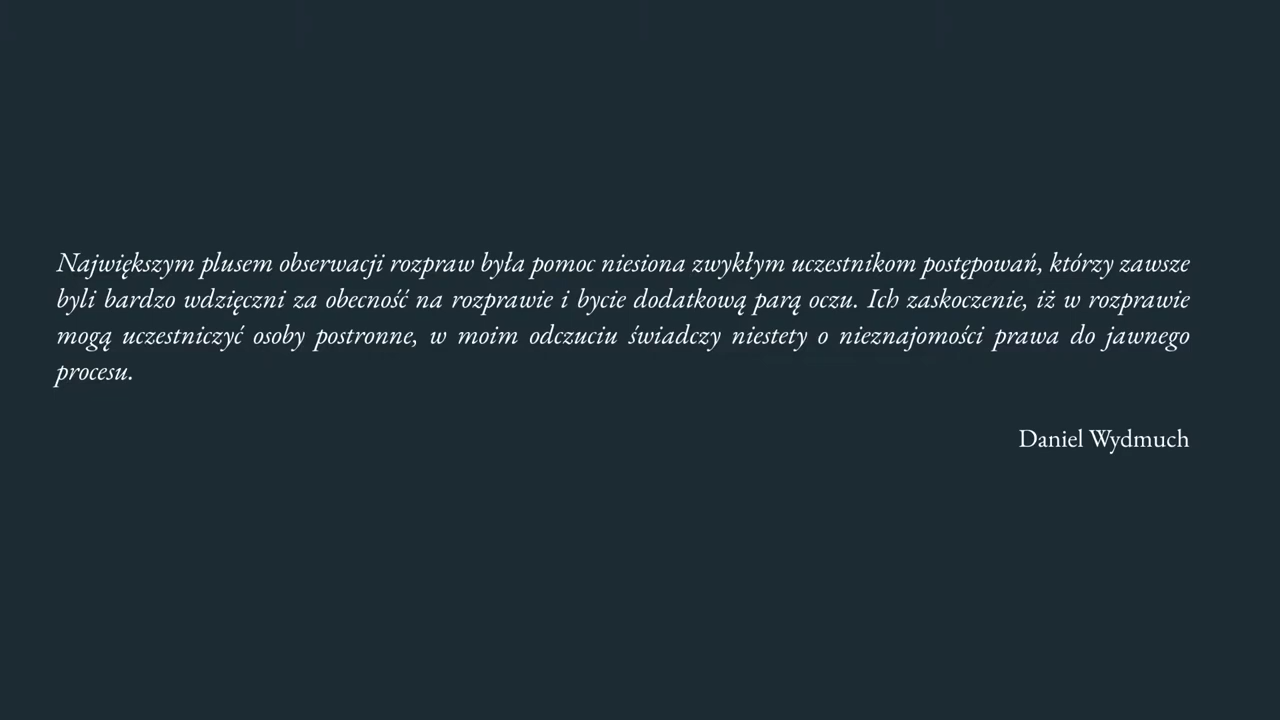 Największym plusem obserwacji rozpraw była pomoc niesiona zwykłym uczestnikom postępowań, którzy zawsze
byli bardzo wdzięczni za obecność na rozprawie i bycie dodatkową parą oczu. Ich zaskoczenie, iż w rozprawie
mogą uczestniczyć osoby postronne, w moim odczuciu świadczy niestety o nieznajomości prawa do jawnego
procesu.
Daniel Wydmuch